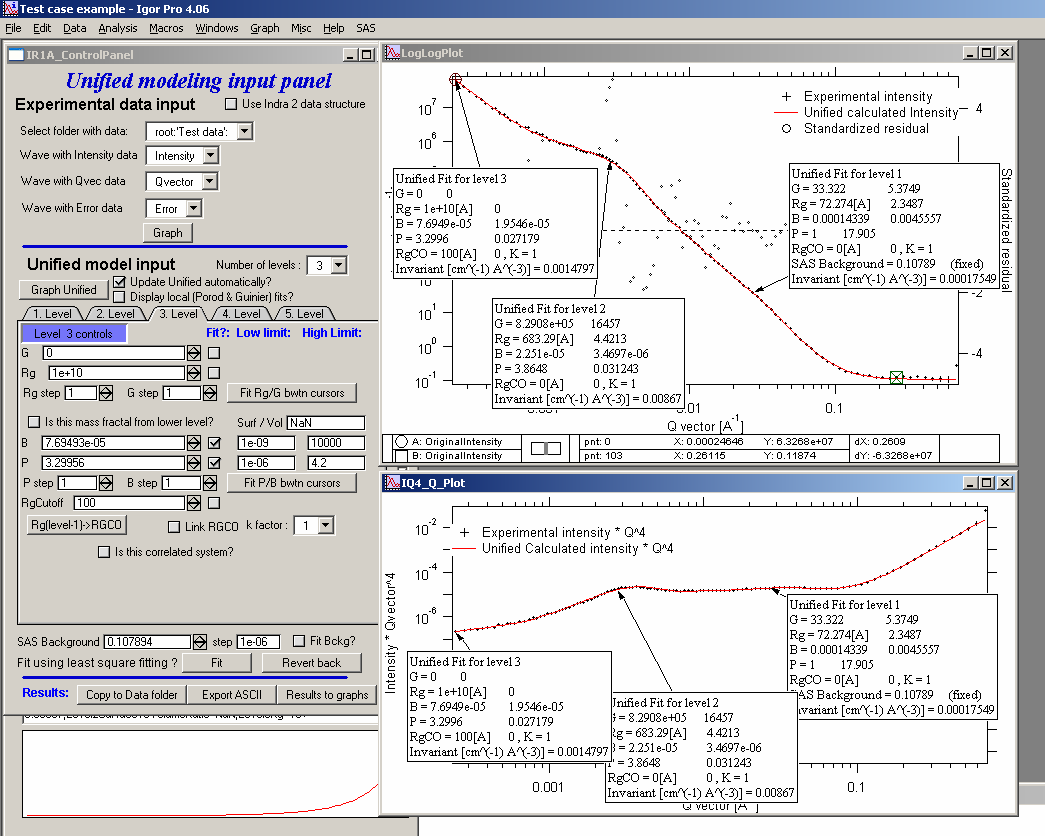 Test case example - Igor Pro 4.06
File Edit Data Analysis Macros Windows Graph Misc Help SAS
IR1A_ControlPanel
Unified modeling input panel
Experimental data input
Use Indra 2 data structure
Select folder with data: root:'Test data':
Wave with Intensity data Intensity
Wave with Qvec data Qvector
Wave with Error data Error
Graph
Unified model input
Number of levels : 3
Graph Unified
Update Unified automatically?
Display local (Porod & Guinier) fits?
1. Level 2. Level 3. Level 4. Level 5. Level
Level 3 controls
Fit?: Low limit: High Limit:
G 0
Rg 1e+10
Rg step 1 G step 1 Fit Rg/G bwtn cursors
Is this mass fractal from lower level? Surf / Vol NaN
B 7.69493e-05 1e-09 10000
P 3.29956 1e-06 4.2
P step 1 B step 1 Fit P/B bwtn cursors
RgCutoff 100
Rg(level-1)->RGCO Link RGCO k factor : 1
Is this correlated system?
SAS Background 0.107894 step 1e-06 Fit Bckg?
Fit using least square fitting ? Fit Revert back
Results: Copy to Data folder Export ASCII Results to graphs
LogLogPlot
Experimental intensity
Unified calculated Intensity
Standardized residual
10^7
10^6
10^1
10^0
10^-1
4
-2
-4
Standardized residual
Unified Fit for level 3
G = 0 0
Rg = 1e+10[A] 0
B = 7.6949e-05 1.9546e-05
P = 3.2996 0.027179
RgCO = 100[A] 0 , K = 1
Invariant [cm^(-1) A^(-3)] = 0.0014797
Unified Fit for level 1
G = 33.322 5.3749
Rg = 72.274[A] 2.3487
B = 0.00014339 0.0045557
P = 1 17.905
RgCO = 0[A] 0 , K = 1
SAS Background = 0.10789 (fixed)
Invariant [cm^(-1) A^(-3)] = 0.00017549
Unified Fit for level 2
G = 8.2908e+05 16457
Rg = 683.29[A] 4.4213
B = 2.251e-05 3.4697e-06
P = 3.8648 0.031243
RgCO = 0[A] 0 , K = 1
Invariant [cm^(-1) A^(-3)] = 0.00867
0.1
Q vector [A^-1]
A: OriginalIntensity pnt: 0 X: 0.00024646 Y: 6.3268e+07 dX: 0.2609
B: OriginalIntensity pnt: 103 X: 0.26115 Y: 0.11874 dY: -6.3268e+07
IQ4_Q_Plot
Experimental intensity * Q^4
Unified Calculated intensity * Q^4
10^-2
10^-4
10^-6
Intensity * Qvector^4
Unified Fit for level 1
G = 33.322 5.3749
Rg = 72.274[A] 2.3487
B = 0.00014339 0.0045557
P = 1 17.905
RgCO = 0[A] 0 , K = 1
SAS Background = 0.10789 (fixed)
Invariant [cm^(-1) A^(-3)] = 0.00017549
Unified Fit for level 3
G = 0 0
Rg = 1e+10[A] 0
B = 7.6949e-05 1.9546e-05
P = 3.2996 0.027179
RgCO = 100[A] 0 , K = 1
Invariant [cm^(-1) A^(-3)] = 0.0014797
Unified Fit for level 2
= 8.2908e+05 16457
Rg = 683.29[A] 4.4213
= 2.251e-05 3.4697e-06
= 3.8648 0.031243
RgCO = 0[A] 0 , K = 1
Invariant [cm^(-1) A^(-3)] = 0.00867
0.001
0.1
Q vector [A